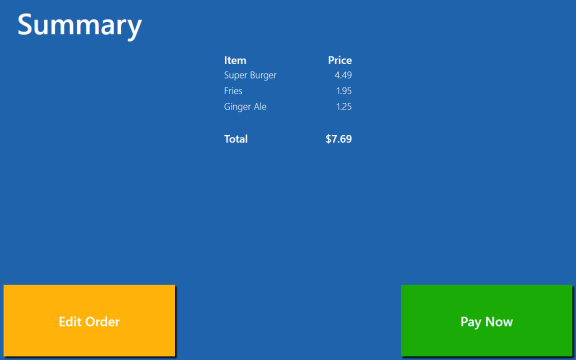 Summary
Item Price
Super Burger 4.49
Fries 1.95
Ginger Ale 1.25
Total $7.69
Edit Order Pay Now